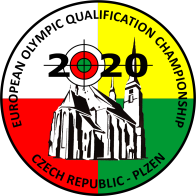 EUROPEAN OLYMPIC QUALIFICATION CHAMPIONSHIP
2020
CZECH REPUBLIC - PLZEN